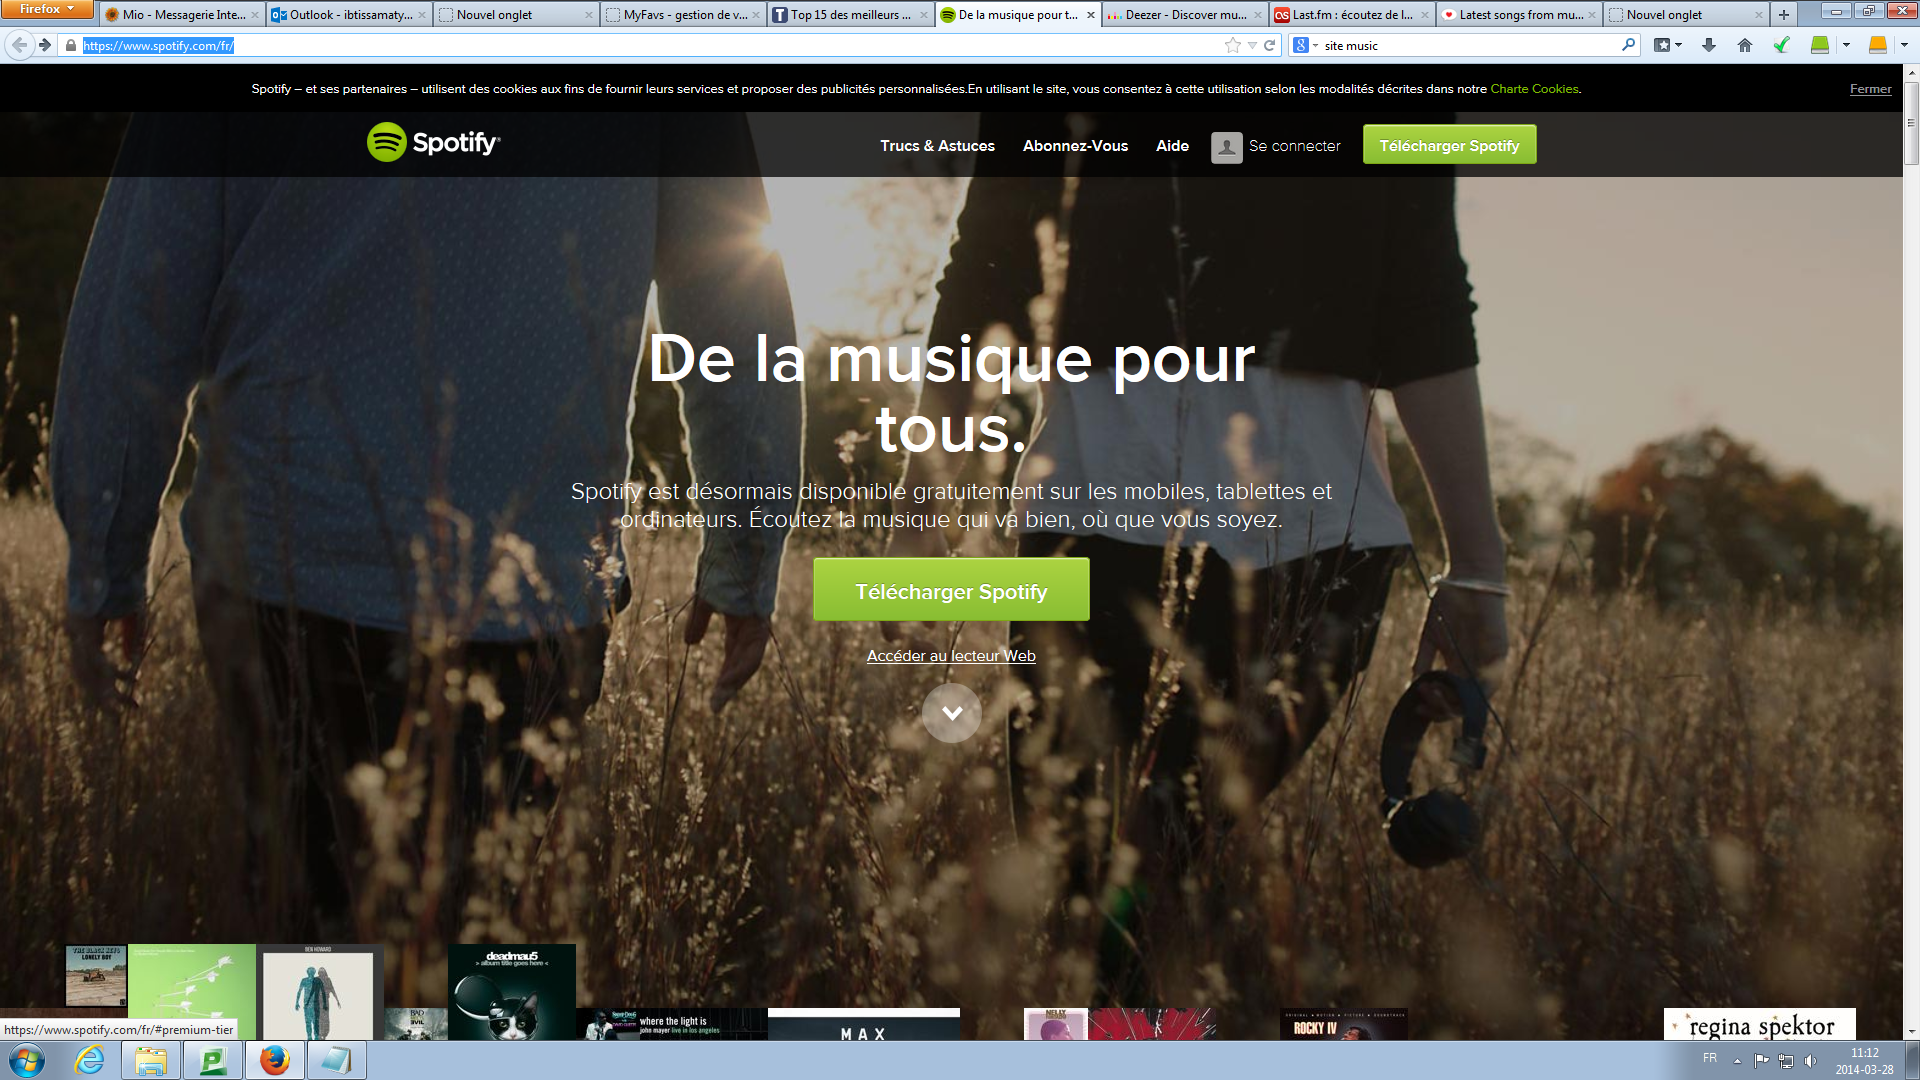 Firefox
Mio - Messagerie Inte...
Outlook - ibtissamaty...
Nouvel onglet
MyFavs - gestion de v...
Top 15 des meilleurs ...
De la musique pour t...
Deezer - Discover mu...
Last.fm : écoutez de l...
Latest songs from mu...
Nouvel onglet
https://www.spotify.com/fr/
site music
Spotify – et ses partenaires – utilisent des cookies aux fins de fournir leurs services et proposer des publicités personnalisées.En utilisant le site, vous consentez à cette utilisation selon les modalités décrites dans notre Charte Cookies.
Fermer
Spotify
Trucs & Astuces
Abonnez-Vous
Aide
Se connecter
Télécharger Spotify
De la musique pour
tous.
Spotify est désormais disponible gratuitement sur les mobiles, tablettes et
ordinateurs. Écoutez la musique qui va bien, où que vous soyez.
Télécharger Spotify
Accéder au lecteur Web
THE BLACK KEYS
LONELY BOY
BEN HOWARD
deadmau5
> album title goes here <
BAD
EVIL
where the light is
john mayer live in los angeles
MAX
NELLY
ORIGINAL MOTION PICTURE SOUNDTRACK
ROCKY IV
regina spektor
https://www.spotify.com/fr/#premium-tier
FR
11:12
2014-03-28